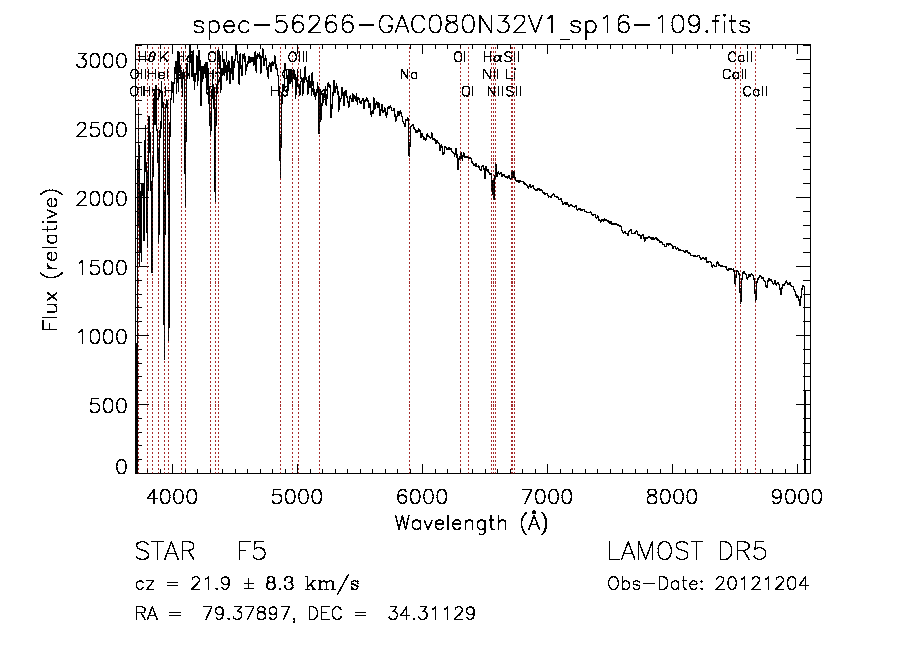 spec-56266-GAC080N32V1_sp16-109.fits
3000
2500
2000
1500
1000
500
0
Flux (relative)
Hθ K OIII OI Hα SII CaII
OII HeI Na NII Li CaII
Hβ OI NII SII CaII
4000 5000 6000 7000 8000 9000
Wavelength (Å)
STAR F5 LAMOST DR5
cz = 21.9 ± 8.3 km/s Obs-Date: 20121204
RA = 79.37897, DEC = 34.31129